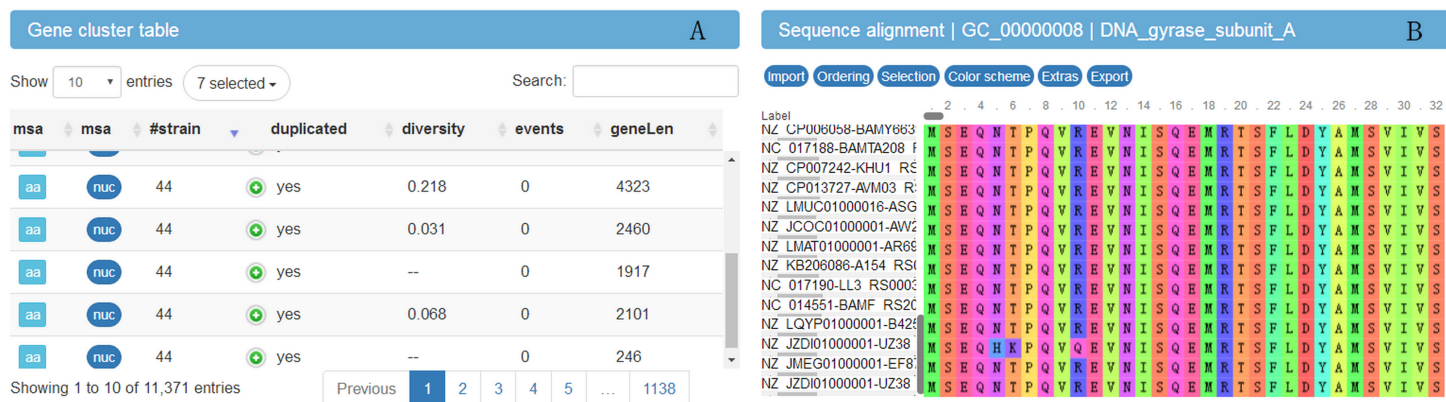 Gene cluster table A
Show 10 entries 7 selected Search:
msa msa #strain duplicated diversity events geneLen
aa nuc 44 yes 0.218 0 4323
aa nuc 44 yes 0.031 0 2460
aa nuc 44 yes -- 0 1917
aa nuc 44 yes 0.068 0 2101
aa nuc 44 yes -- 0 246
Showing 1 to 10 of 11,371 entries Previous 1 2 3 4 5 ... 1138
Sequence alignment | GC_00000008 | DNA_gyrase_subunit_A B
Import Ordering Selection Color scheme Extras Export
. 2 . 4 . 6 . 8 . 10 . 12 . 14 . 16 . 18 . 20 . 22 . 24 . 26 . 28 . 30 . 32
Label
NZ_CP006058-BAMY663 M S E Q N T P Q V R E V N I S Q E M R T S F L D Y A M S V I V S
NC_017188-BAMTA208 M S E Q N T P Q V R E V N I S Q E M R T S F L D Y A M S V I V S
NZ_CP007242-KHU1_RS M S E Q N T P Q V R E V N I S Q E M R T S F L D Y A M S V I V S
NZ_CP013727-AVM03_R M S E Q N T P Q V R E V N I S Q E M R T S F L D Y A M S V I V S
NZ_LMUC01000016-ASG M S E Q N T P Q V R E V N I S Q E M R T S F L D Y A M S V I V S
NZ_JCOC01000001-AW2 M S E Q N T P Q V R E V N I S Q E M R T S F L D Y A M S V I V S
NZ_LMAT01000001-AR69 M S E Q N T P Q V R E V N I S Q E M R T S F L D Y A M S V I V S
NZ_KB206086-A154_RS M S E Q N T P Q V R E V N I S Q E M R T S F L D Y A M S V I V S
NC_017190-LL3_RS0003 M S E Q N T P Q V R E V N I S Q E M R T S F L D Y A M S V I V S
NC_014551-BAMF_RS20 M S E Q N T P Q V R E V N I S Q E M R T S F L D Y A M S V I V S
NZ_LQYP01000001-B425 M S E Q N T P Q V R E V N I S Q E M R T S F L D Y A M S V I V S
NZ_JZDI01000001-UZ38 M S E Q H K P Q V Q E V N I S Q E M R T S F L D Y A M S V I V S
NZ_JMEG01000001-EF87 M S E Q N T P Q V R E V N I S Q E M R T S F L D Y A M S V I V S
NZ_JZDI01000001-UZ38 M S E Q N T P Q V R E V N I S Q E M R T S F L D Y A M S V I V S